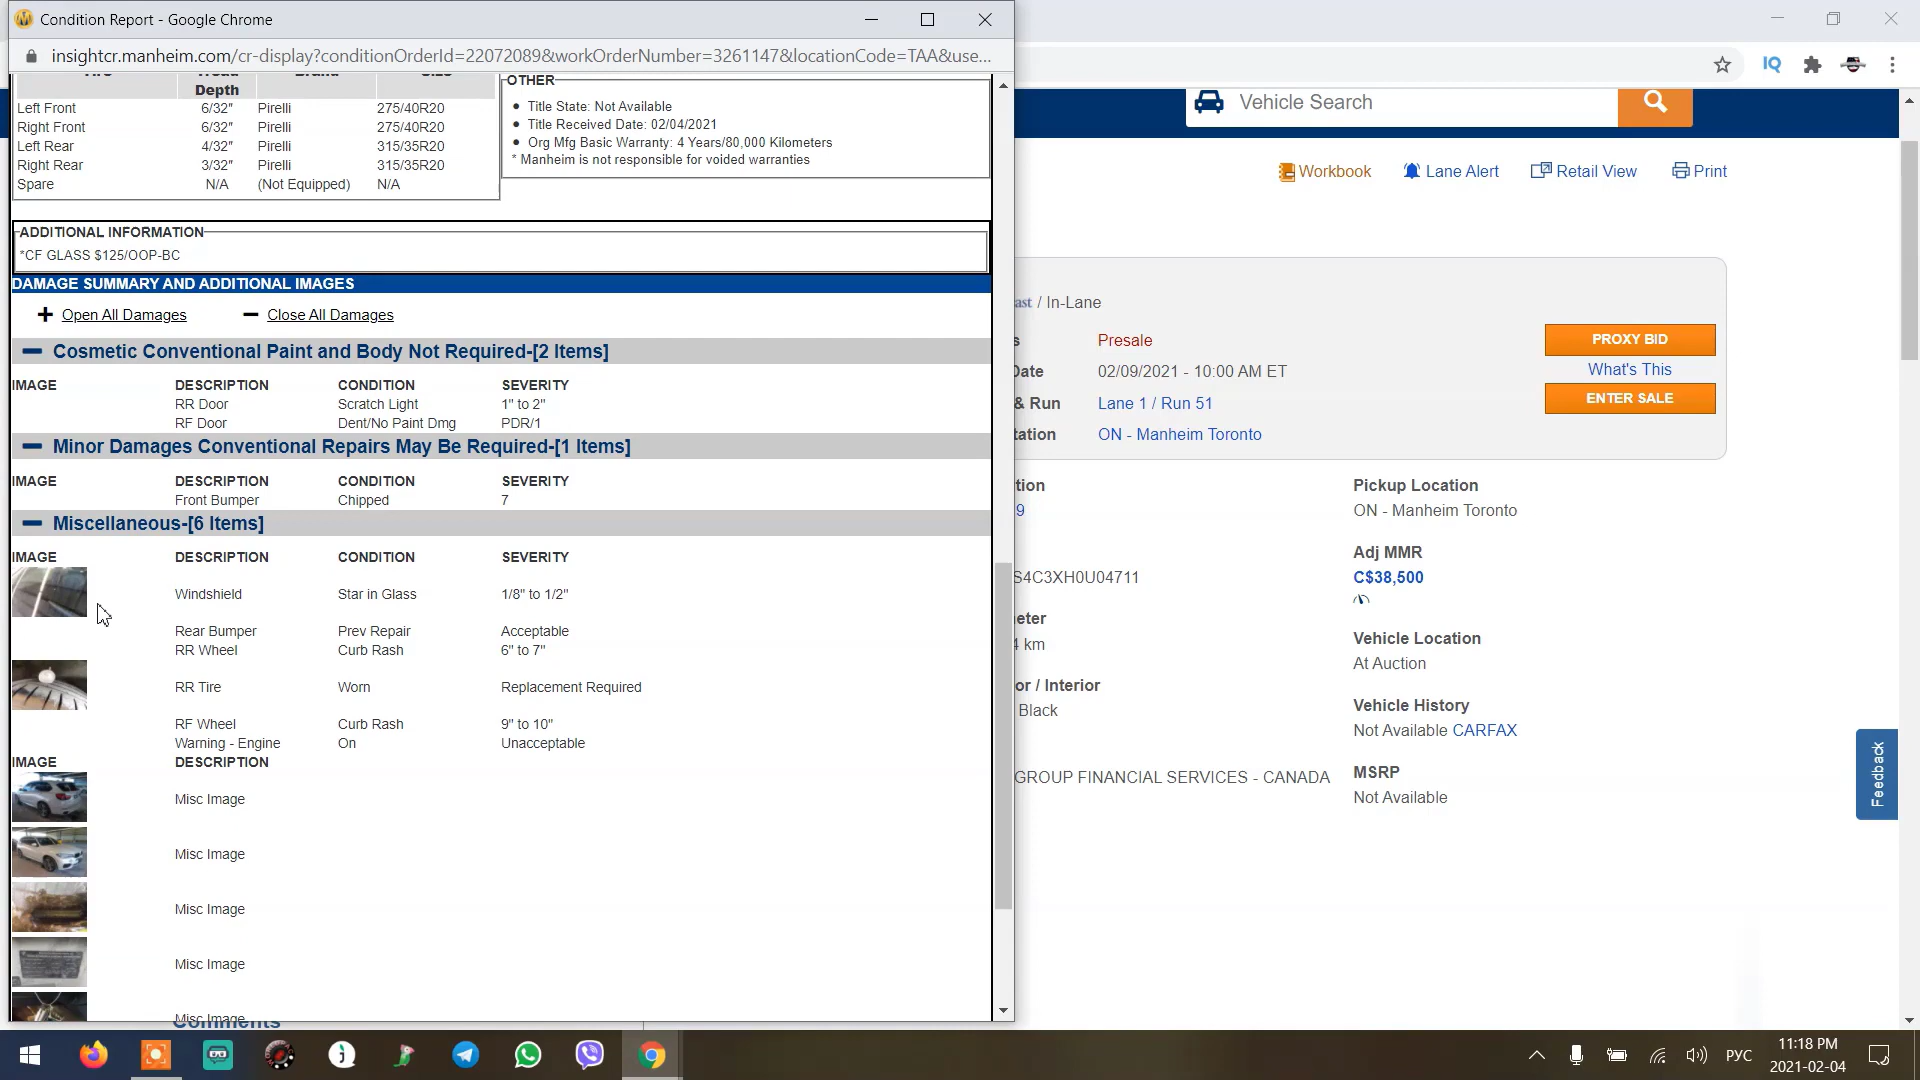 Condition Report - Google Chrome
insightcr.manheim.com/cr-display?conditionOrderId=22072089&workOrderNumber=3261147&locationCode=TAA&use...
IQ
Vehicle Search
Workbook
Lane Alert
Retail View
Print
Depth
Left Front 6/32" Pirelli 275/40R20
Right Front 6/32" Pirelli 275/40R20
Left Rear 4/32" Pirelli 315/35R20
Right Rear 3/32" Pirelli 315/35R20
Spare N/A (Not Equipped) N/A
OTHER
Title State: Not Available
Title Received Date: 02/04/2021
Org Mfg Basic Warranty: 4 Years/80,000 Kilometers
* Manheim is not responsible for voided warranties
ADDITIONAL INFORMATION
*CF GLASS $125/OOP-BC
DAMAGE SUMMARY AND ADDITIONAL IMAGES
Open All Damages Close All Damages
Cosmetic Conventional Paint and Body Not Required-[2 Items]
IMAGE DESCRIPTION CONDITION SEVERITY
RR Door Scratch Light 1" to 2"
RF Door Dent/No Paint Dmg PDR/1
Minor Damages Conventional Repairs May Be Required-[1 Items]
IMAGE DESCRIPTION CONDITION SEVERITY
Front Bumper Chipped 7
Miscellaneous-[6 Items]
IMAGE DESCRIPTION CONDITION SEVERITY
Windshield Star in Glass 1/8" to 1/2"
Rear Bumper Prev Repair Acceptable
RR Wheel Curb Rash 6" to 7"
RR Tire Worn Replacement Required
RF Wheel Curb Rash 9" to 10"
Warning - Engine On Unacceptable
IMAGE DESCRIPTION
Misc Image
Misc Image
Misc Image
Misc Image
Misc Image
Comments
ast / In-Lane
s Presale
Date 02/09/2021 - 10:00 AM ET
& Run Lane 1 / Run 51
tation ON - Manheim Toronto
PROXY BID
What's This
ENTER SALE
tion
9
S4C3XH0U04711
eter
4 km
or / Interior
Black
GROUP FINANCIAL SERVICES - CANADA
Pickup Location
ON - Manheim Toronto
Adj MMR
C$38,500
Vehicle Location
At Auction
Vehicle History
Not Available CARFAX
MSRP
Not Available
Feedback
РУС
11:18 PM
2021-02-04